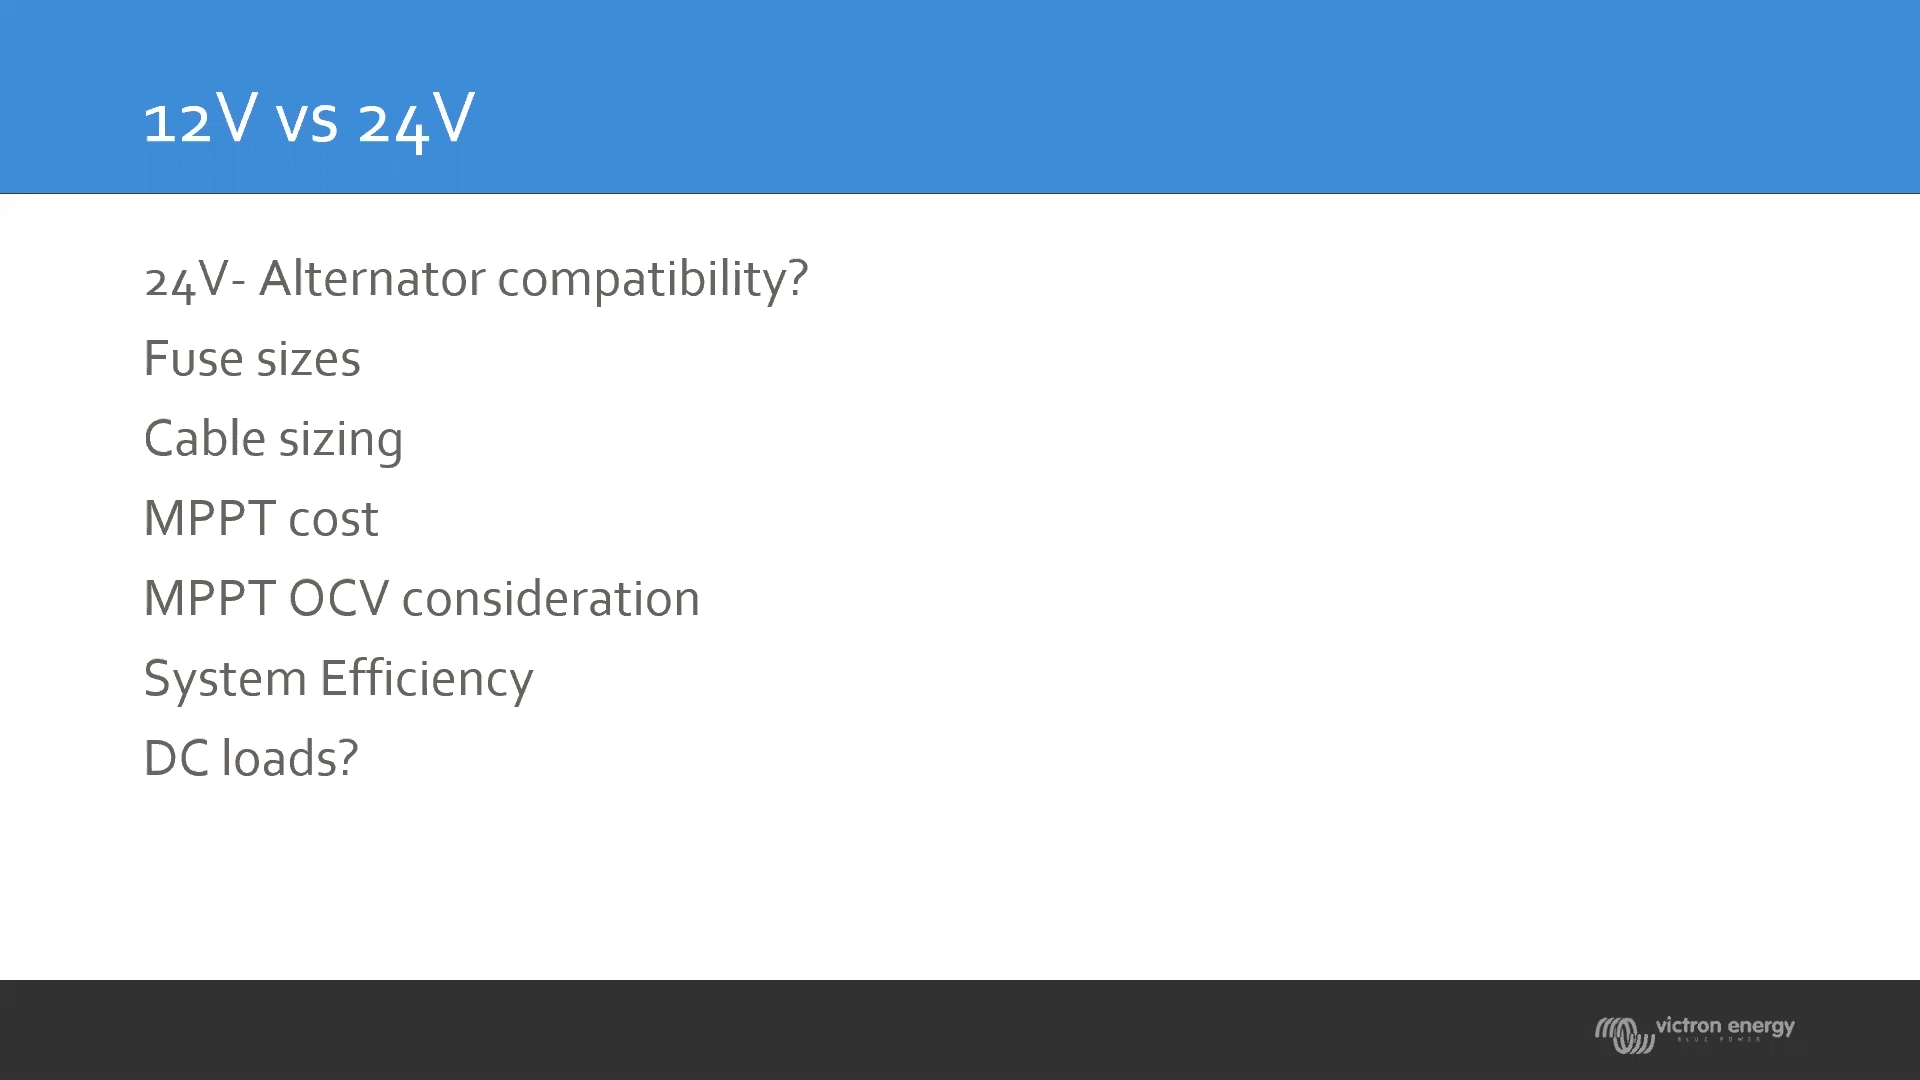 12V vs 24V
24V- Alternator compatibility?
Fuse sizes
Cable sizing
MPPT cost
MPPT OCV consideration
System Efficiency
DC loads?
victron energy
BLUE POWER